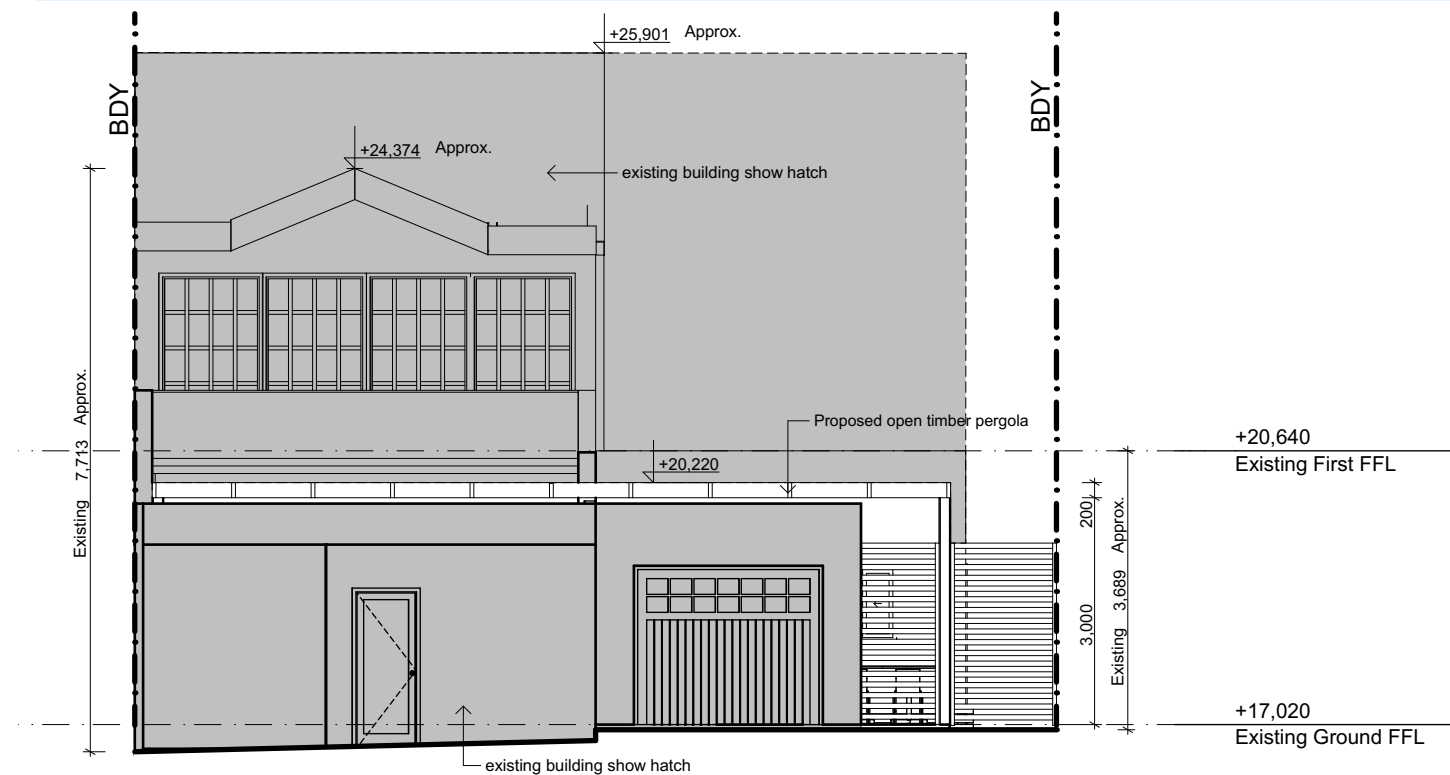 +25,901 Approx.
BDY
BDY
+24,374 Approx.
existing building show hatch
Existing 7,713 Approx.
Proposed open timber pergola
+20,640
Existing First FFL
+20,220
200
3,000
Existing 3,689 Approx.
+17,020
Existing Ground FFL
existing building show hatch